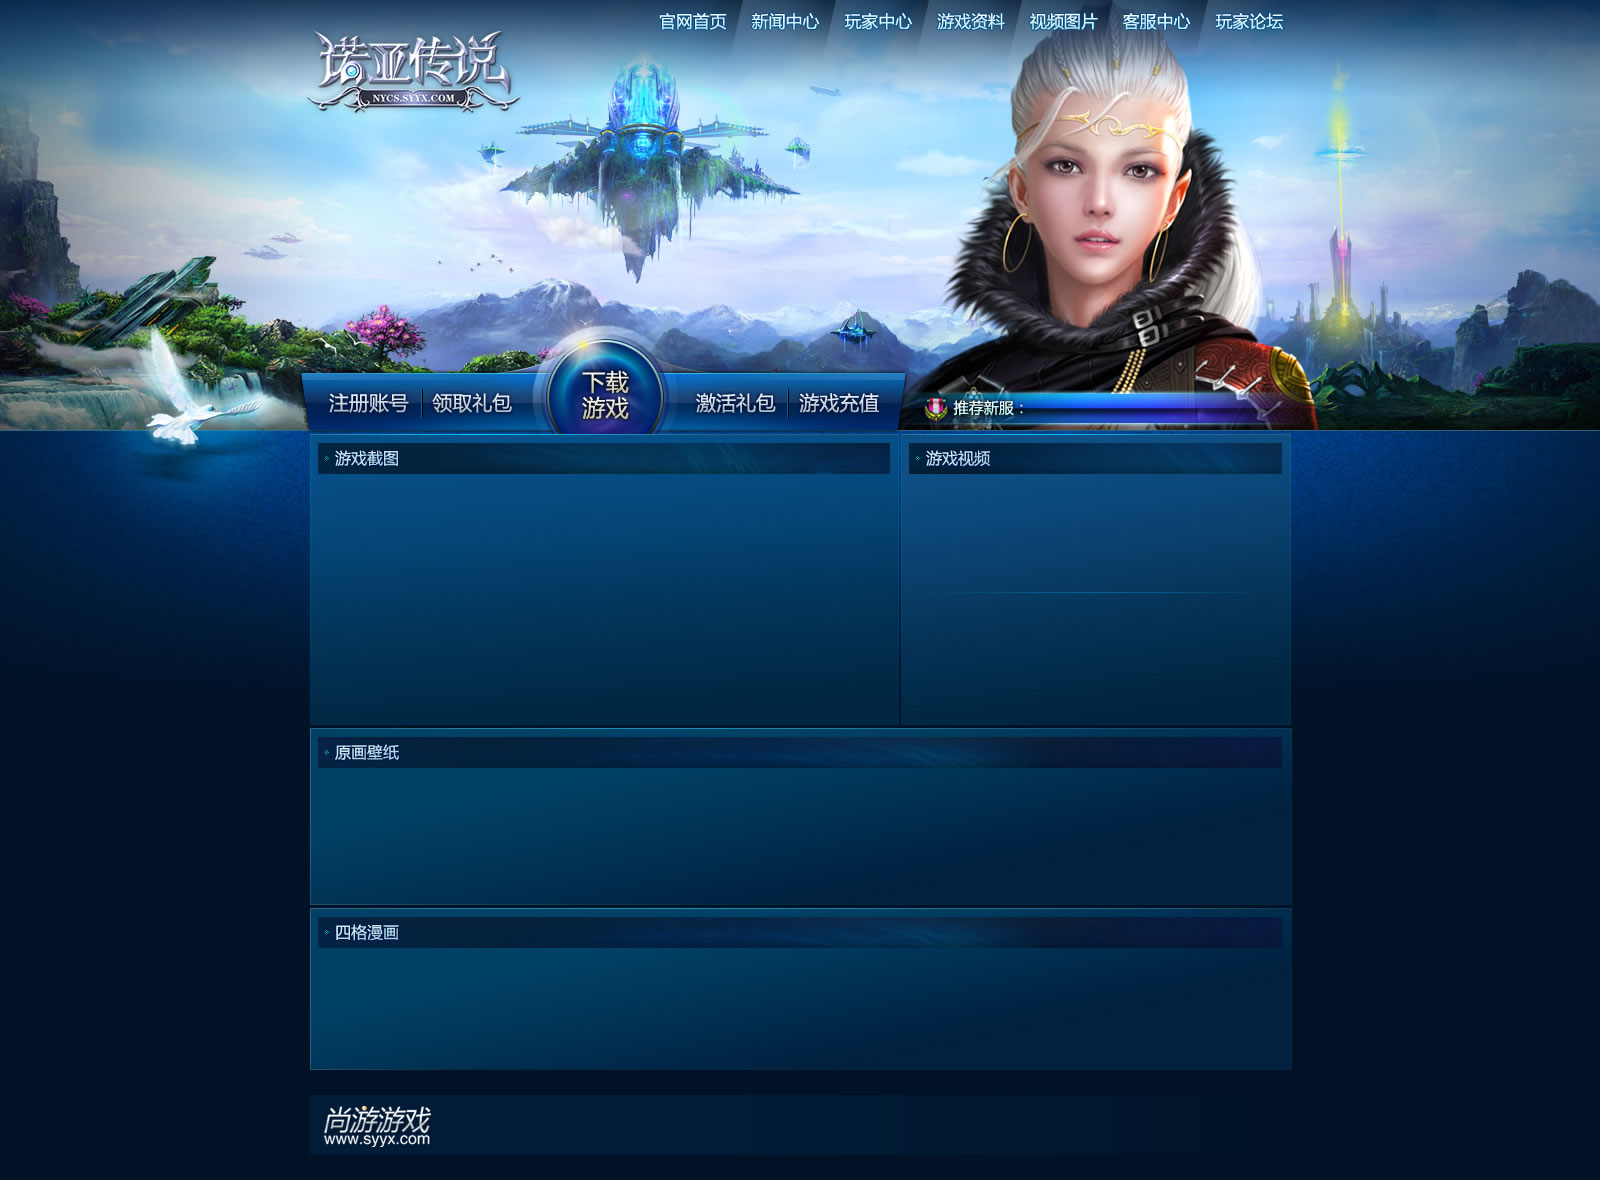 官网首页 新闻中心 玩家中心 游戏资料 视频图片 客服中心 玩家论坛
诺亚传说
NYCS.SYYX.COM
下载
游戏
注册账号 领取礼包 激活礼包 游戏充值
推荐新服：
游戏截图 游戏视频
原画壁纸
四格漫画
尚游游戏
www.syyx.com